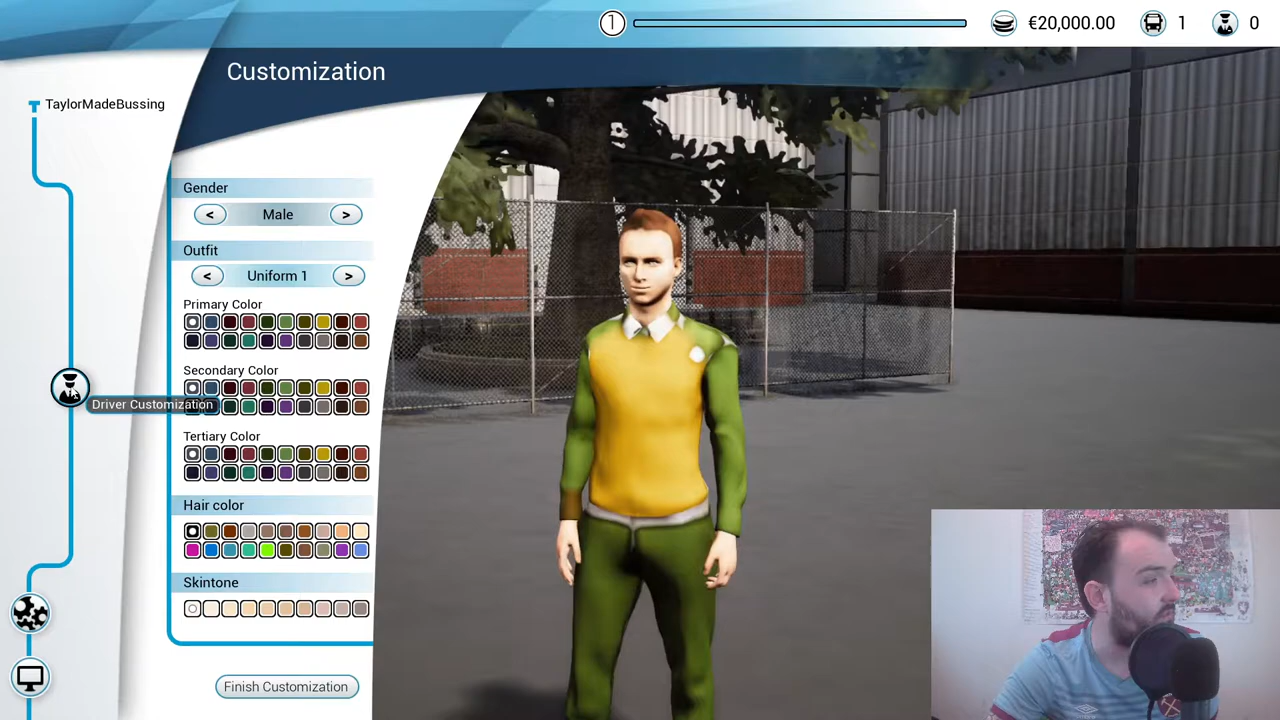 1
€20,000.00
1
0
Customization
TaylorMadeBussing
Gender
<
Male
>
Outfit
<
Uniform 1
>
Primary Color
Secondary Color
Driver Customization
Tertiary Color
Hair color
Skintone
Finish Customization